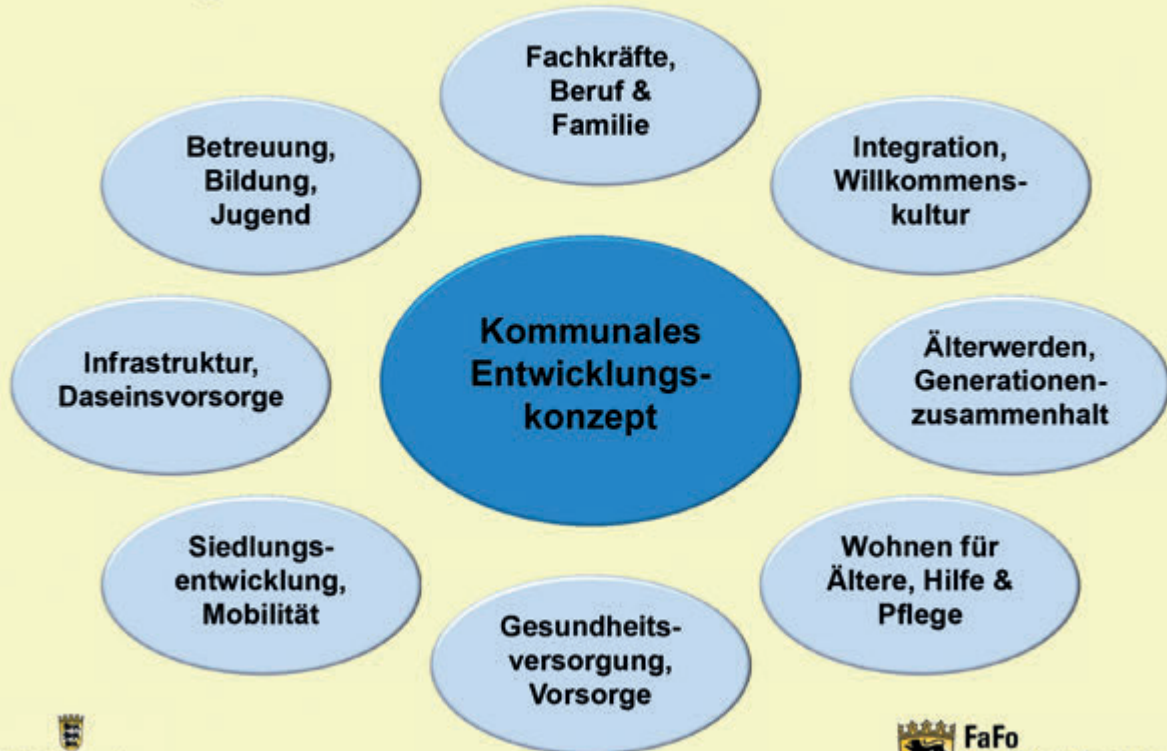 Fachkräfte,
Beruf &
Familie
Betreuung,
Bildung,
Jugend
Integration,
Willkommens-
kultur
Kommunales
Entwicklungs-
konzept
Infrastruktur,
Daseinsvorsorge
Älterwerden,
Generationen-
zusammenhalt
Siedlungs-
entwicklung,
Mobilität
Wohnen für
Ältere, Hilfe &
Pflege
Gesundheits-
versorgung,
Vorsorge
FaFo